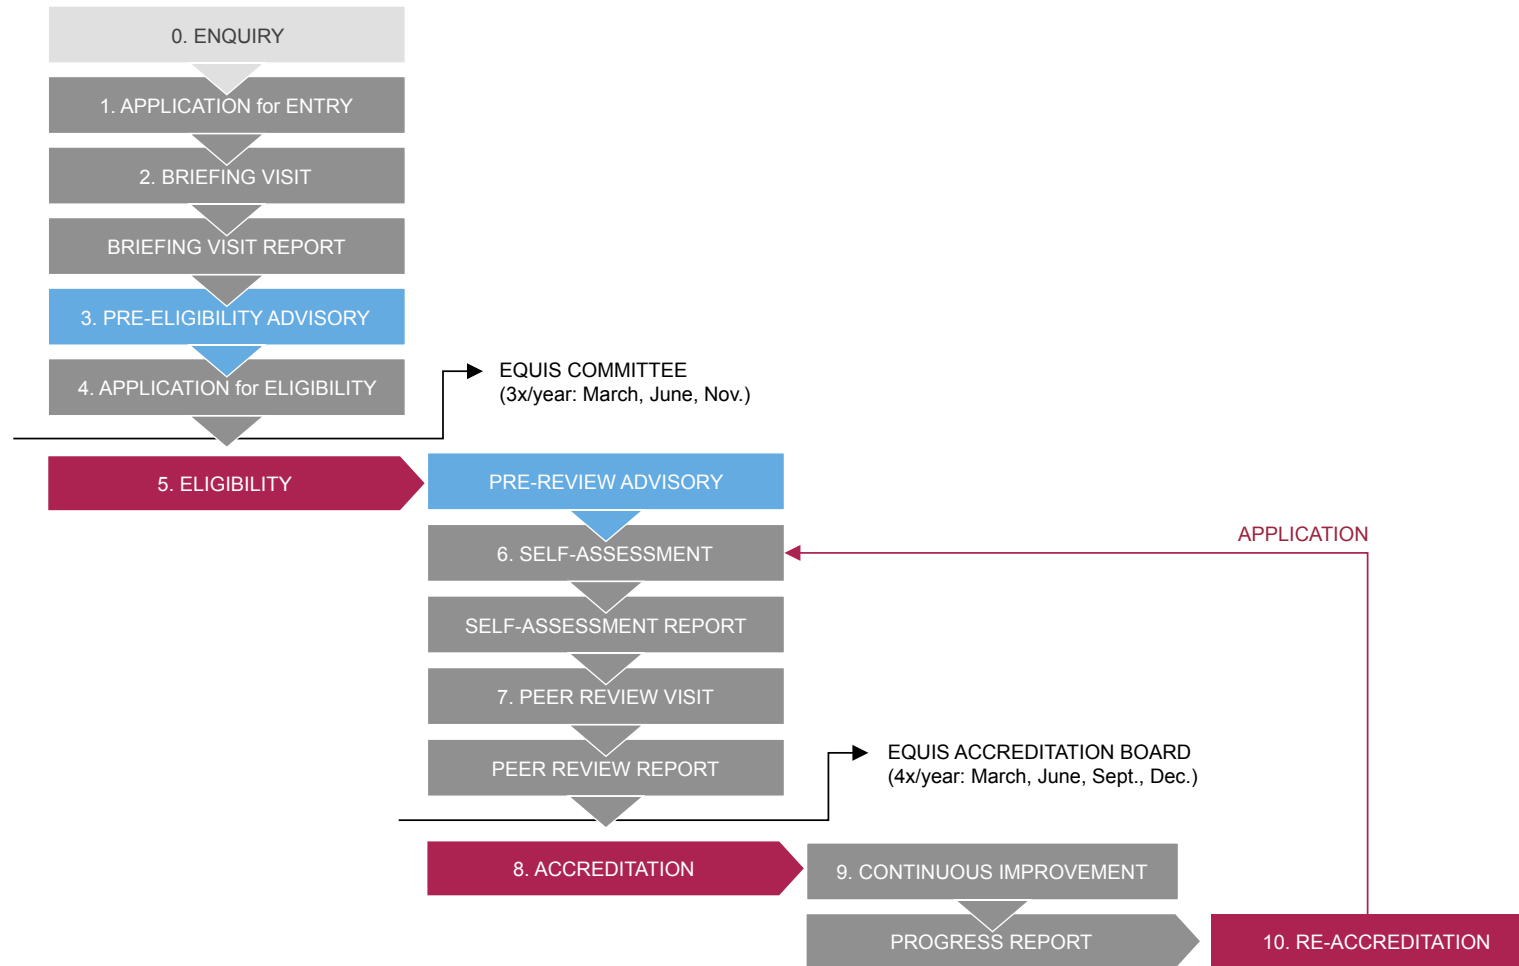 0. ENQUIRY
1. APPLICATION for ENTRY
2. BRIEFING VISIT
BRIEFING VISIT REPORT
3. PRE-ELIGIBILITY ADVISORY
4. APPLICATION for ELIGIBILITY
EQUIS COMMITTEE
(3x/year: March, June, Nov.)
5. ELIGIBILITY
PRE-REVIEW ADVISORY
6. SELF-ASSESSMENT
APPLICATION
SELF-ASSESSMENT REPORT
7. PEER REVIEW VISIT
PEER REVIEW REPORT
EQUIS ACCREDITATION BOARD
(4x/year: March, June, Sept., Dec.)
8. ACCREDITATION
9. CONTINUOUS IMPROVEMENT
PROGRESS REPORT
10. RE-ACCREDITATION